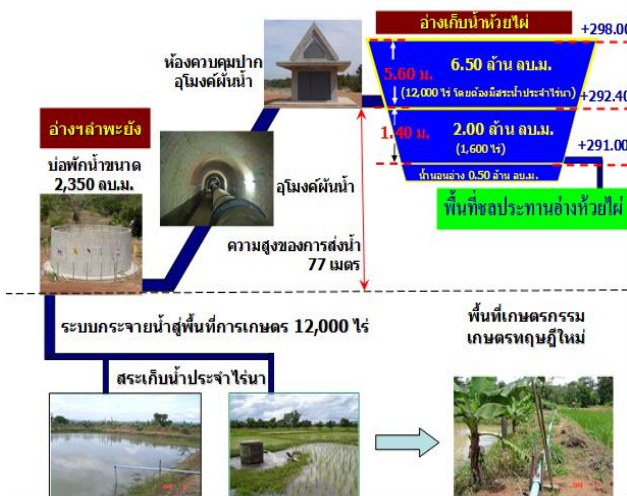 อ่างเก็บน้ำห้วยไผ่
+298.00
ห้องควบคุมปาก
อุโมงค์ผันน้ำ
5.60 ม.
6.50 ล้าน ลบ.ม.
(12,000 ไร่ โดยต้องมีสระน้ำประจำไร่นา)
+292.40
อ่างฯลำพะยัง
1.40 ม.
2.00 ล้าน ลบ.ม.
(1,600 ไร่)
+291.00
บ่อพักน้ำขนาด
2,350 ลบ.ม.
น้ำนอนอ่าง 0.50 ล้าน ลบ.ม.
อุโมงค์ผันน้ำ
พื้นที่ชลประทานอ่างห้วยไผ่
ความสูงของการส่งน้ำ
77 เมตร
ระบบกระจายน้ำสู่พื้นที่การเกษตร 12,000 ไร่
พื้นที่เกษตรกรรม
เกษตรทฤษฎีใหม่
สระเก็บน้ำประจำไร่นา